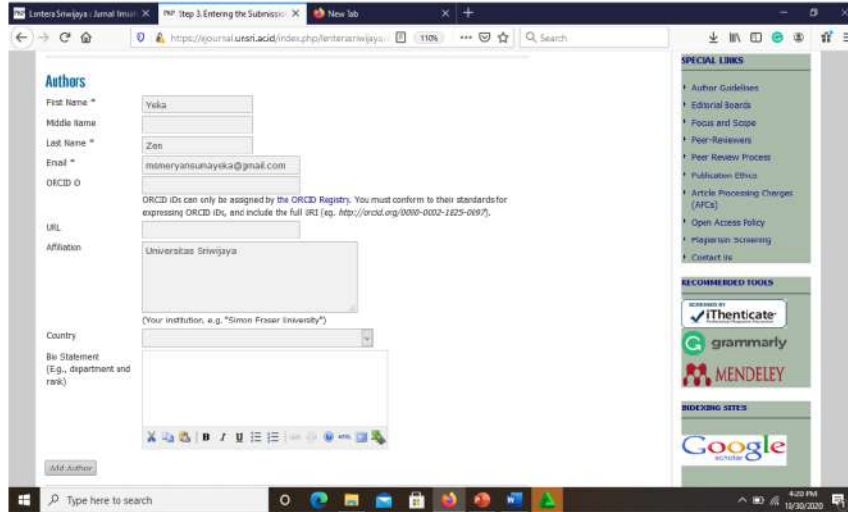 Lentera Sriwijaya : Jurnal Ilmiah
Step 3. Entering the Submission
New Tab
https://ejournal.unsri.ac.id/index.php/lenterasriwijaya/
110%
Search
Authors
First Name *
Yeka
Middle Name
Last Name *
Zen
Email *
msmeryansumayeka@gmail.com
ORCID iD
ORCID iDs can only be assigned by the ORCID Registry. You must conform to their standards for
expressing ORCID iDs, and include the full URI (eg. http://orcid.org/0000-0002-1825-0097).
URL
Affiliation
Universitas Sriwijaya
(Your institution, e.g. "Simon Fraser University")
Country
Bio Statement
(E.g., department and
rank)
B I U
HTML
Add Author
SPECIAL LINKS
Author Guidelines
Editorial Boards
Focus and Scope
Peer-Reviewers
Peer Review Process
Publication Ethics
Article Processing Charges
(APCs)
Open Access Policy
Plagiarism Screening
Contact Us
RECOMMENDED TOOLS
SCREENED BY
iThenticate
grammarly
MENDELEY
INDEXING SITES
Google
scholar
Type here to search
4:20 PM
10/30/2020